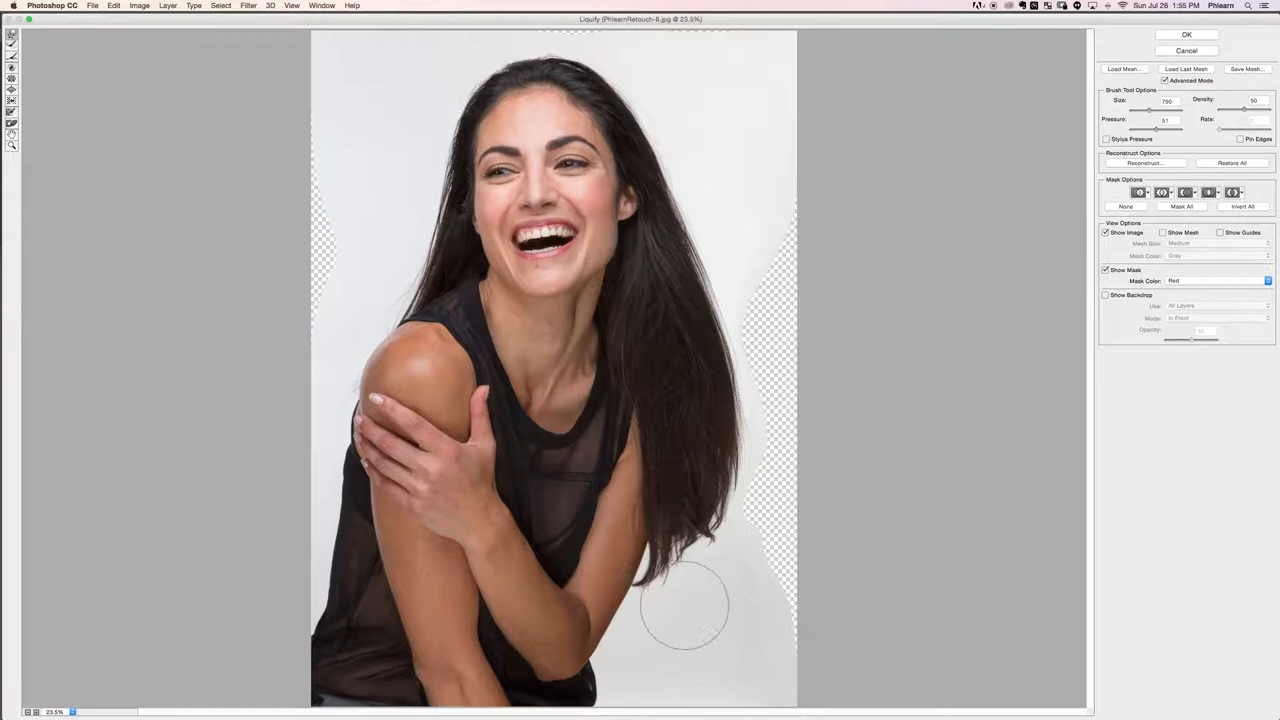 Photoshop CC File Edit Image Layer Type Select Filter 3D View Window Help Sun Jul 26 1:55 PM Phlearn
Liquify (PhlearnRetouch-8.jpg @ 23.5%)
OK
Cancel
Load Mesh... Load Last Mesh Save Mesh...
Advanced Mode
Brush Tool Options
Size: 750 Density: 50
Pressure: 51 Rate:
Stylus Pressure Pin Edges
Reconstruct Options
Reconstruct... Restore All
Mask Options
None Mask All Invert All
View Options
Show Image Show Mesh Show Guides
Mesh Size: Medium
Mesh Color: Gray
Show Mask
Mask Color: Red
Show Backdrop
Use: All Layers
Mode: In Front
Opacity:
23.5%